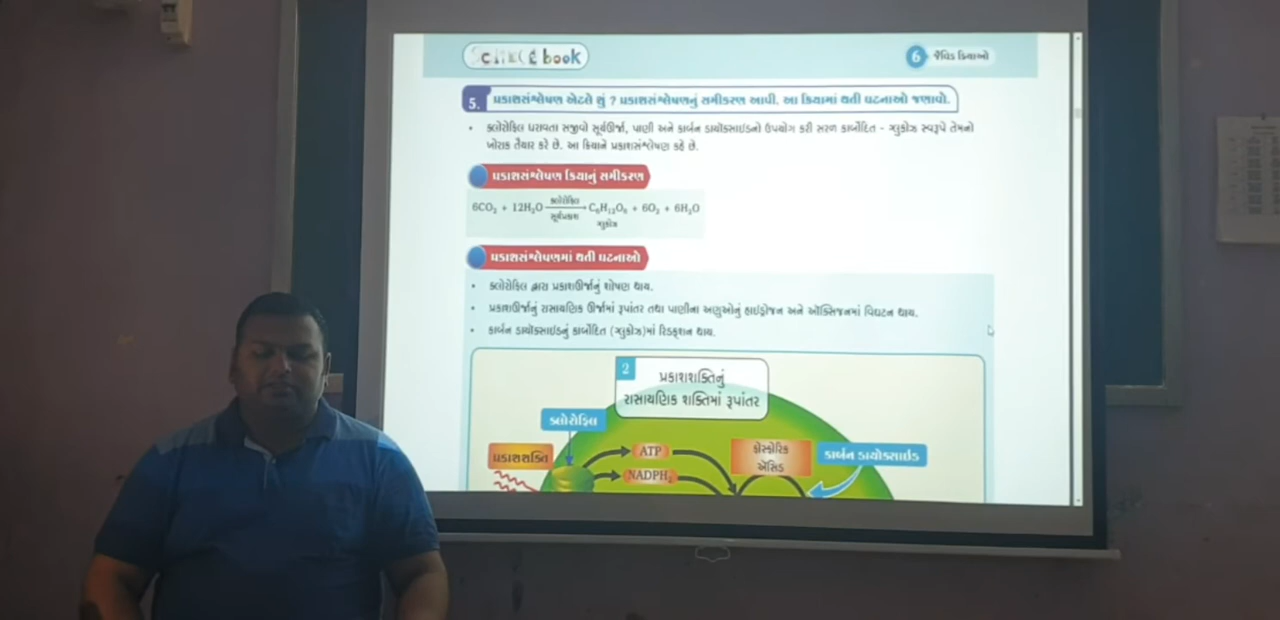 Science book
6 જૈવિક ક્રિયાઓ
5. પ્રકાશસંશ્લેષણ એટલે શું ? પ્રકાશસંશ્લેષણનું સમીકરણ આપી. આ ક્રિયામાં થતી ઘટનાઓ જણાવો.
• ક્લોરોફિલ ધરાવતા સજીવો સૂર્યઊર્જા, પાણી અને કાર્બન ડાયૉક્સાઇડનો ઉપયોગ કરી સરળ કાર્બોદિત - ગ્લુકોઝ સ્વરૂપે તેમનો
ખોરાક તૈયાર કરે છે. આ ક્રિયાને પ્રકાશસંશ્લેષણ કહે છે.
પ્રકાશસંશ્લેષણ ક્રિયાનું સમીકરણ
ક્લોરોફિલ
6CO₂ + 12H₂O → C₆H₁₂O₆ + 6O₂ + 6H₂O
સૂર્યપ્રકાશ
ગ્લુકોઝ
પ્રકાશસંશ્લેષણમાં થતી ઘટનાઓ
• ક્લોરોફિલ દ્વારા પ્રકાશઊર્જાનું શોષણ થાય.
• પ્રકાશઊર્જાનું રાસાયણિક ઊર્જામાં રૂપાંતર તથા પાણીના અણુઓનું હાઇડ્રોજન અને ઑક્સિજનમાં વિઘટન થાય.
• કાર્બન ડાયૉક્સાઇડનું કાર્બોદિત (ગ્લુકોઝ)માં રિડક્શન થાય.
2
પ્રકાશશક્તિનું
રાસાયણિક શક્તિમાં રૂપાંતર
ક્લોરોફિલ
પ્રકાશશક્તિ
ATP
NADPH₂
ફોસ્ફોરિક
ઍસિડ
કાર્બન ડાયોક્સાઇડ